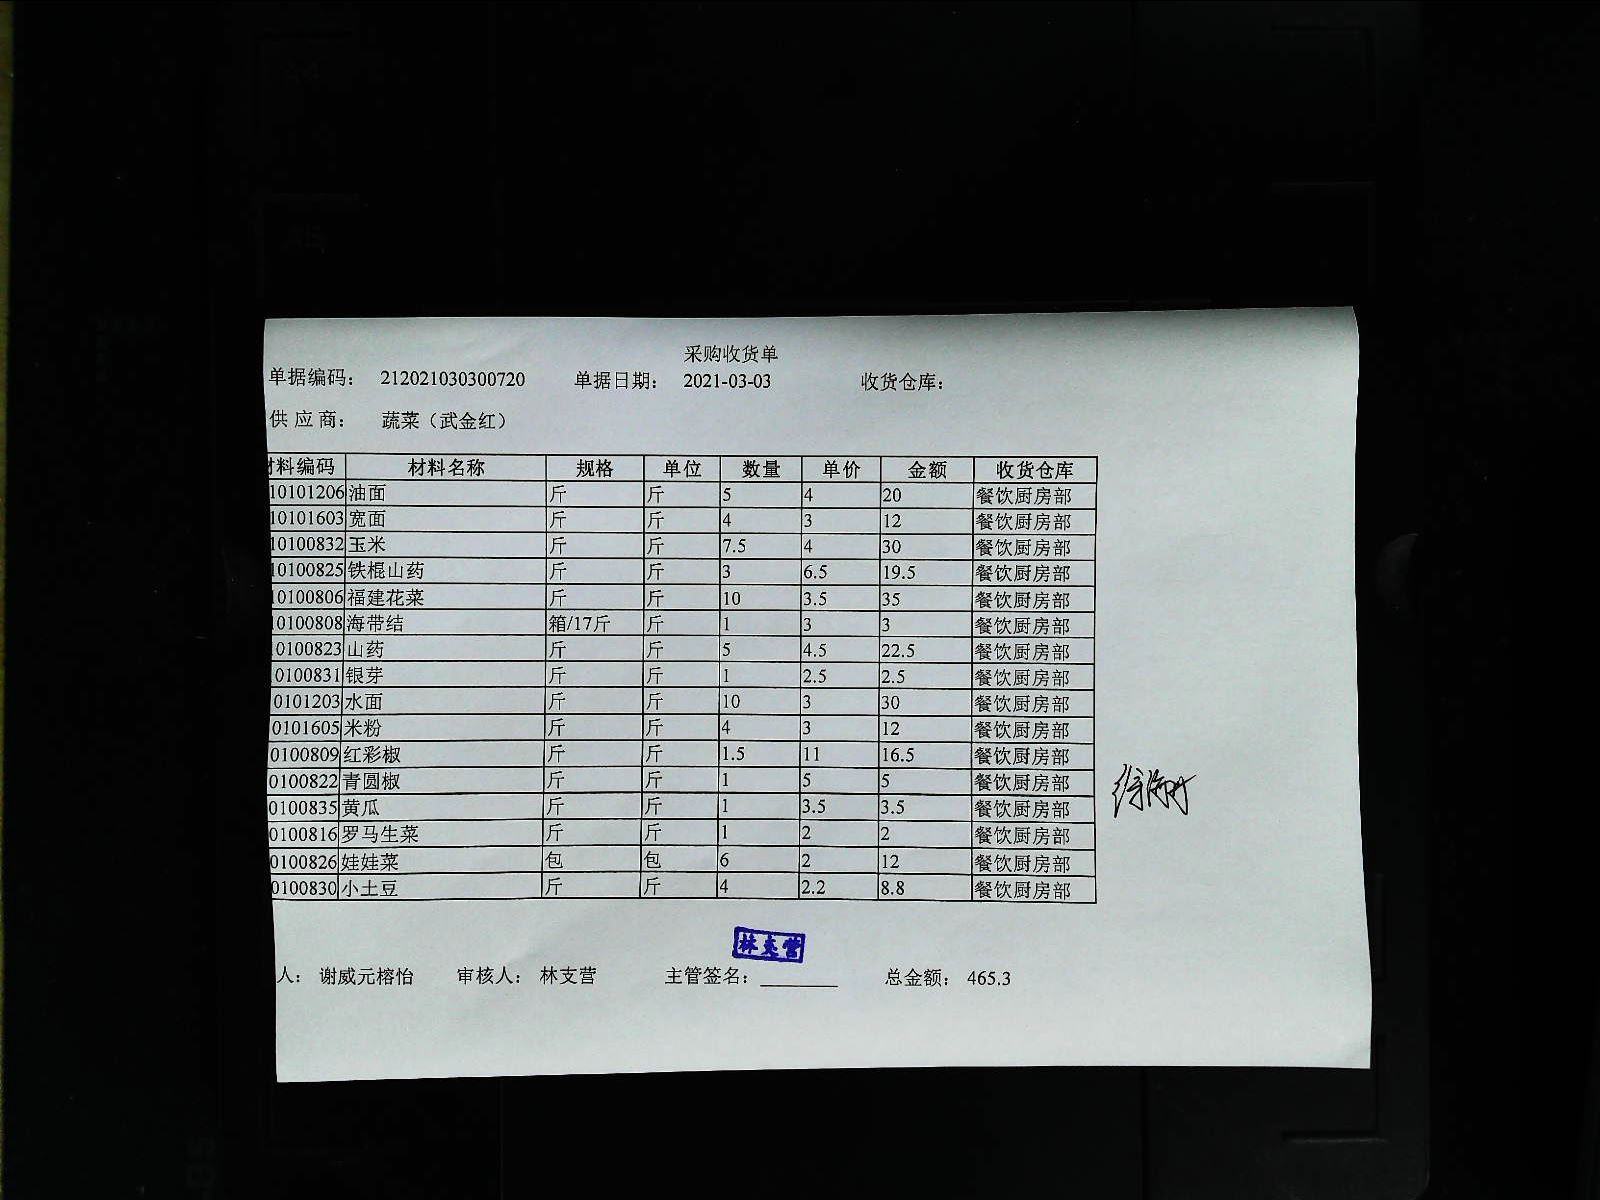 采购收货单
单据编码： 212021030300720 单据日期： 2021-03-03 收货仓库：
供 应 商： 蔬菜（武金红）
材料编码 材料名称 规格 单位 数量 单价 金额 收货仓库
10101206 油面 斤 斤 5 4 20 餐饮厨房部
10101603 宽面 斤 斤 4 3 12 餐饮厨房部
10100832 玉米 斤 斤 7.5 4 30 餐饮厨房部
10100825 铁棍山药 斤 斤 3 6.5 19.5 餐饮厨房部
10100806 福建花菜 斤 斤 10 3.5 35 餐饮厨房部
10100808 海带结 箱/17斤 斤 1 3 3 餐饮厨房部
0100823 山药 斤 斤 5 4.5 22.5 餐饮厨房部
0100831 银芽 斤 斤 1 2.5 2.5 餐饮厨房部
0101203 水面 斤 斤 10 3 30 餐饮厨房部
0101605 米粉 斤 斤 4 3 12 餐饮厨房部
0100809 红彩椒 斤 斤 1.5 11 16.5 餐饮厨房部
0100822 青圆椒 斤 斤 1 5 5 餐饮厨房部
0100835 黄瓜 斤 斤 1 3.5 3.5 餐饮厨房部
0100816 罗马生菜 斤 斤 1 2 2 餐饮厨房部
0100826 娃娃菜 包 包 6 2 12 餐饮厨房部
0100830 小土豆 斤 斤 4 2.2 8.8 餐饮厨房部
林支营
人： 谢威元榕怡 审核人： 林支营 主管签名： 总金额： 465.3